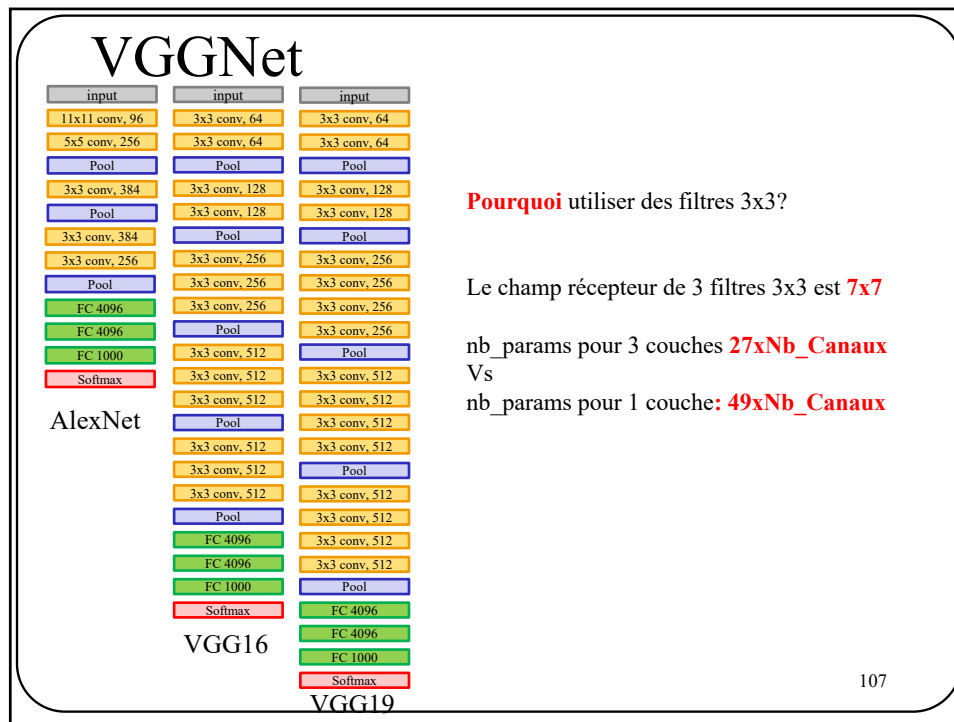 VGGNet
input
11x11 conv, 96
5x5 conv, 256
Pool
3x3 conv, 384
Pool
3x3 conv, 384
3x3 conv, 256
Pool
FC 4096
FC 4096
FC 1000
Softmax
AlexNet
input
3x3 conv, 64
3x3 conv, 64
Pool
3x3 conv, 128
3x3 conv, 128
Pool
3x3 conv, 256
3x3 conv, 256
3x3 conv, 256
Pool
3x3 conv, 512
3x3 conv, 512
3x3 conv, 512
Pool
3x3 conv, 512
3x3 conv, 512
3x3 conv, 512
Pool
FC 4096
FC 4096
FC 1000
Softmax
VGG16
input
3x3 conv, 64
3x3 conv, 64
Pool
3x3 conv, 128
3x3 conv, 128
Pool
3x3 conv, 256
3x3 conv, 256
3x3 conv, 256
3x3 conv, 256
Pool
3x3 conv, 512
3x3 conv, 512
3x3 conv, 512
3x3 conv, 512
Pool
3x3 conv, 512
3x3 conv, 512
3x3 conv, 512
3x3 conv, 512
Pool
FC 4096
FC 4096
FC 1000
Softmax
VGG19
Pourquoi utiliser des filtres 3x3?
Le champ récepteur de 3 filtres 3x3 est 7x7
nb_params pour 3 couches 27xNb_Canaux
Vs
nb_params pour 1 couche: 49xNb_Canaux
107